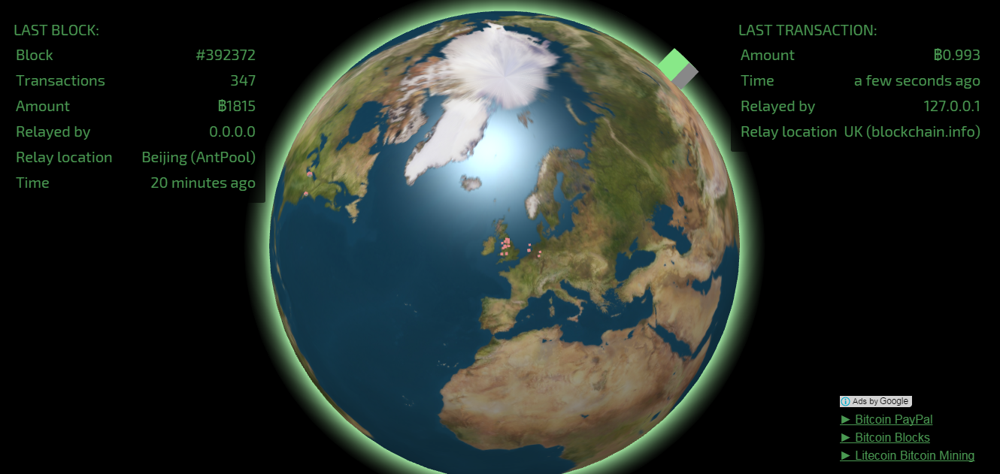 LAST BLOCK:
Block #392372
Transactions 347
Amount ฿1815
Relayed by 0.0.0.0
Relay location Beijing (AntPool)
Time 20 minutes ago
LAST TRANSACTION:
Amount ฿0.993
Time a few seconds ago
Relayed by 127.0.0.1
Relay location UK (blockchain.info)
Ads by Google
► Bitcoin PayPal
► Bitcoin Blocks
► Litecoin Bitcoin Mining